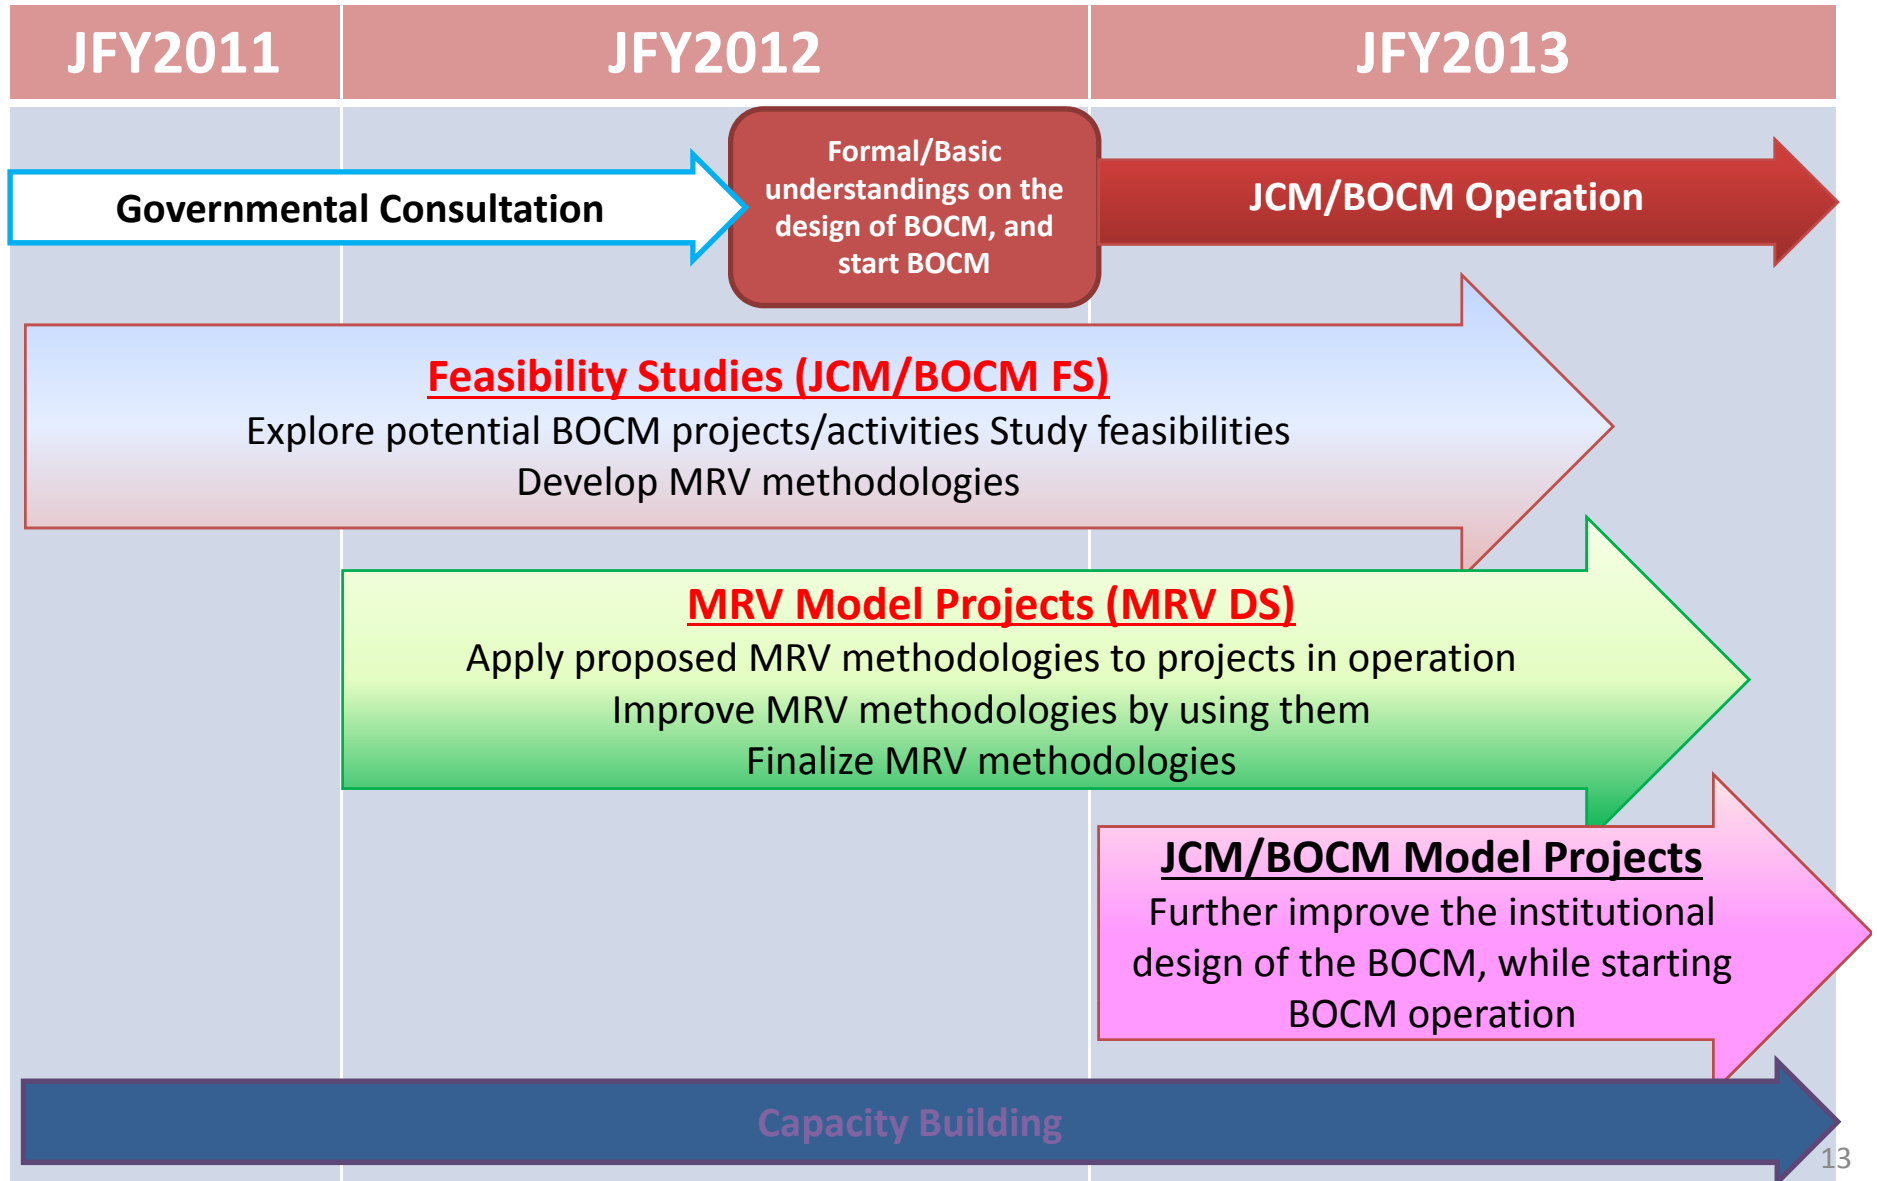 JFY2011
JFY2012
JFY2013
Governmental Consultation
Formal/Basic
understandings on the
design of BOCM, and
start BOCM
JCM/BOCM Operation
Feasibility Studies (JCM/BOCM FS)
Explore potential BOCM projects/activities Study feasibilities
Develop MRV methodologies
MRV Model Projects (MRV DS)
Apply proposed MRV methodologies to projects in operation
Improve MRV methodologies by using them
Finalize MRV methodologies
JCM/BOCM Model Projects
Further improve the institutional
design of the BOCM, while starting
BOCM operation
Capacity Building
13